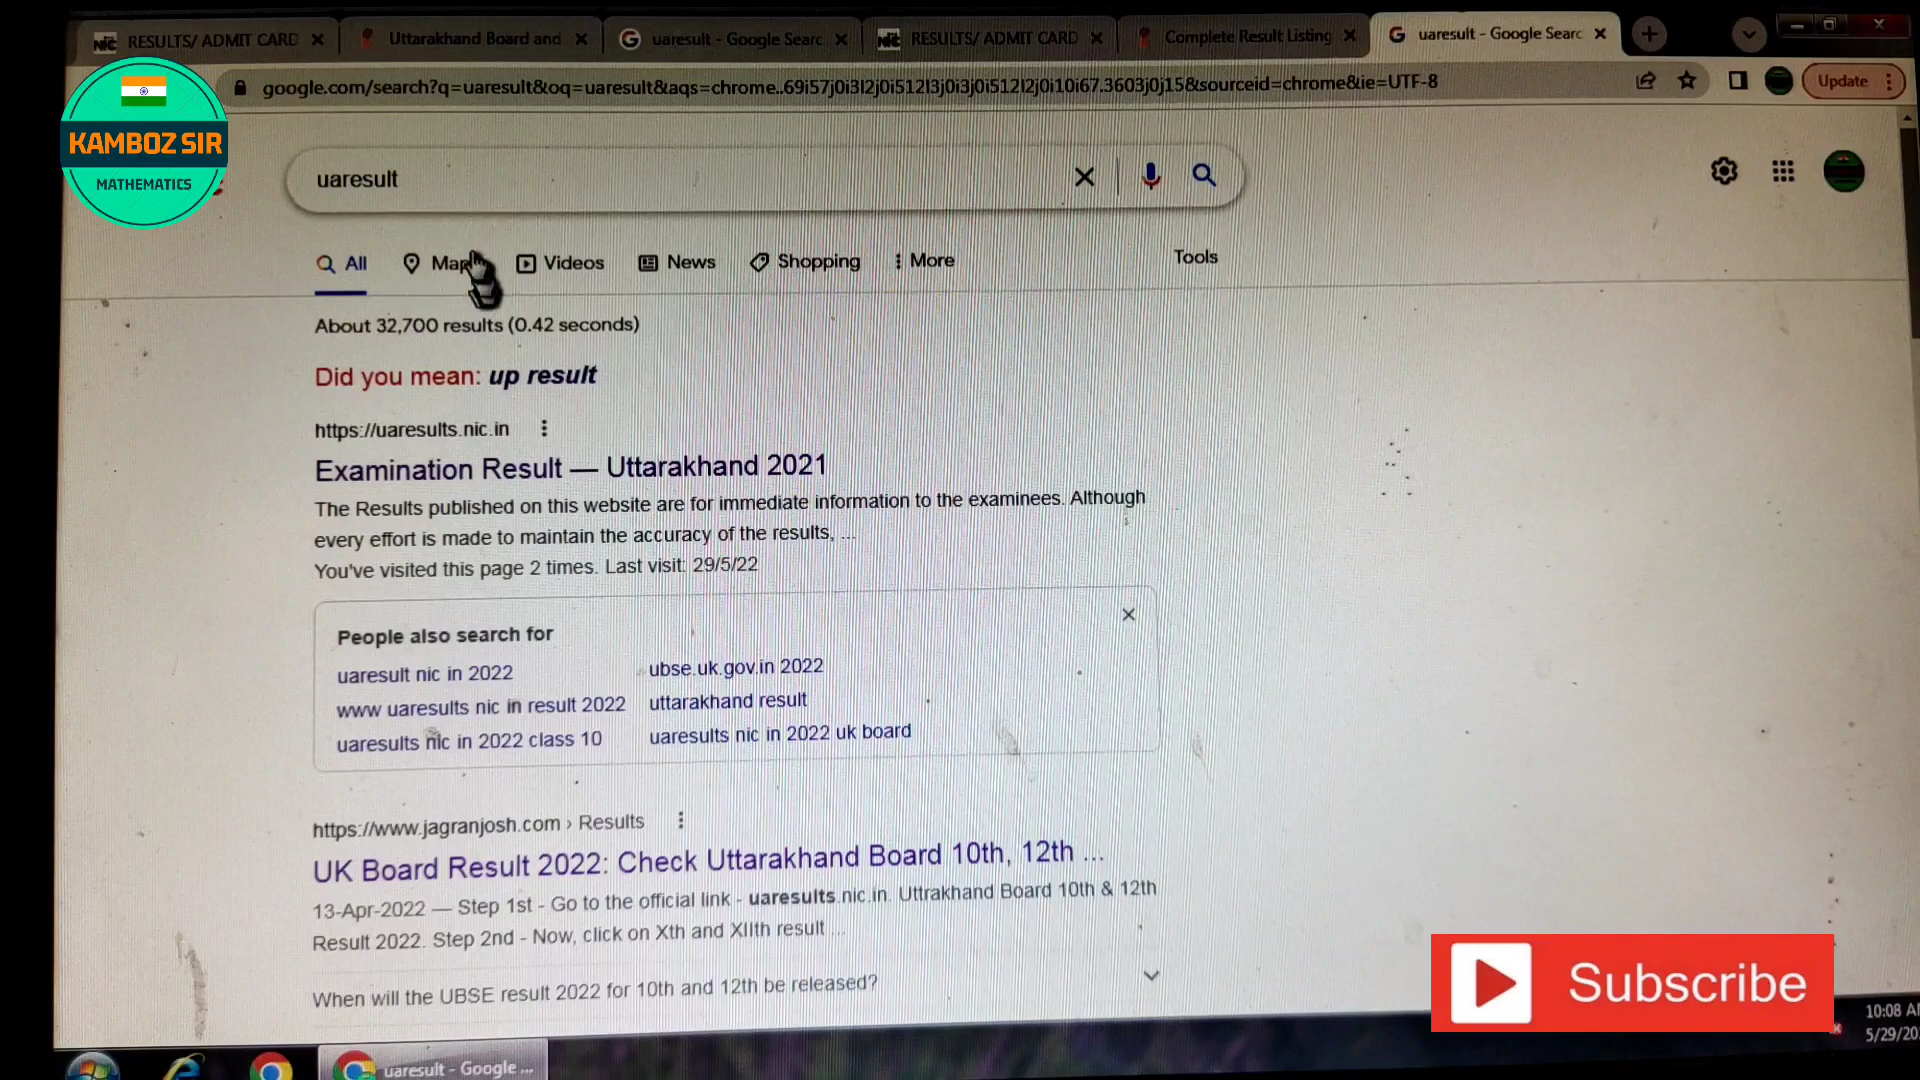 RESULTS/ ADMIT CARD
Uttarakhand Board and
uaresult - Google Searc
RESULTS/ ADMIT CARD
Complete Result Listing
uaresult - Google Searc
google.com/search?q=uaresult&oq=uaresult&aqs=chrome..69i57j0i3l2j0i512l3j0i3j0i512l2j0i10i67.3603j0j15&sourceid=chrome&ie=UTF-8
Update
KAMBOZ SIR
MATHEMATICS
uaresult
All
Map
Videos
News
Shopping
More
Tools
About 32,700 results (0.42 seconds)
Did you mean: up result
https://uaresults.nic.in
Examination Result — Uttarakhand 2021
The Results published on this website are for immediate information to the examinees. Although
every effort is made to maintain the accuracy of the results, ...
You've visited this page 2 times. Last visit: 29/5/22
People also search for
uaresult nic in 2022
ubse.uk.gov.in 2022
www uaresults nic in result 2022
uttarakhand result
uaresults nic in 2022 class 10
uaresults nic in 2022 uk board
https://www.jagranjosh.com › Results
UK Board Result 2022: Check Uttarakhand Board 10th, 12th ...
13-Apr-2022 — Step 1st - Go to the official link - uaresults.nic.in. Uttrakhand Board 10th & 12th
Result 2022. Step 2nd - Now, click on Xth and XIIth result ...
When will the UBSE result 2022 for 10th and 12th be released?
Subscribe
10:08 A
5/29/20
uaresult - Google ...